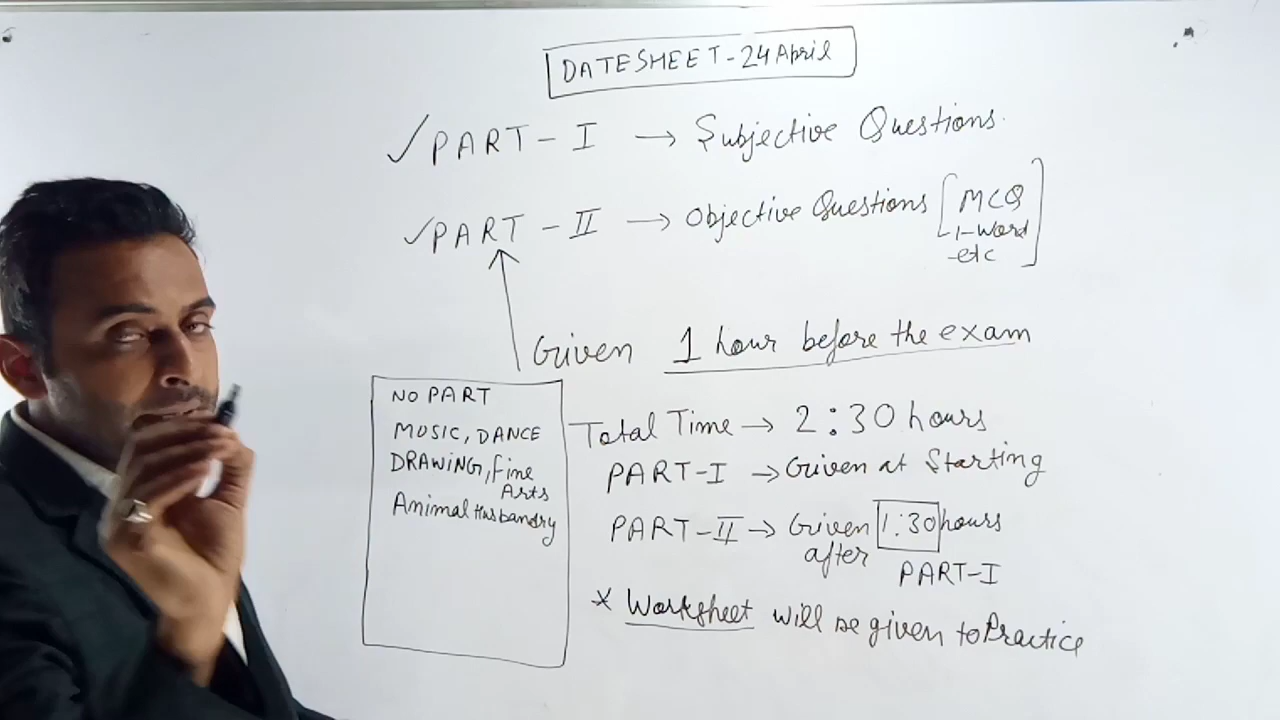 DATESHEET - 24 April
✓ PART - I → Subjective Questions.
✓ PART - II → Objective Questions [MCQ
1-word
etc]
Given 1 hour before the exam
NO PART
MUSIC, DANCE
DRAWING, Fine
Arts
Animal Husbandry
Total Time → 2:30 hours
PART-I → Given at Starting
PART-II → Given 1:30 hours
after PART-I
* Worksheet will be given to Practice